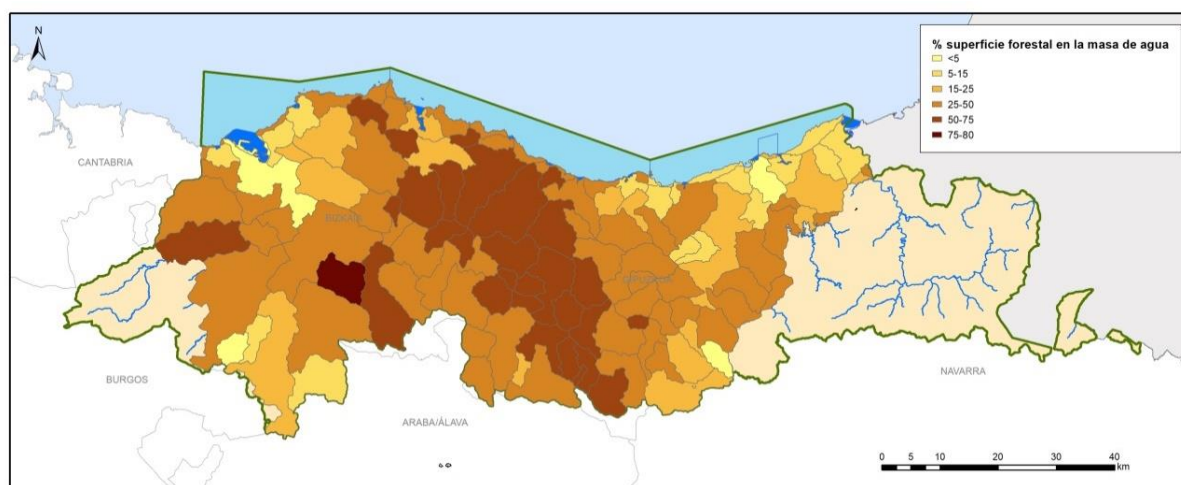 N
% superficie forestal en la masa de agua
<5
5-15
15-25
25-50
50-75
75-80
CANTABRIA
BIZKAIA
GIPUZKOA
BURGOS
NAVARRA
ARABA/ÁLAVA
0 5 10 20 30 40
km